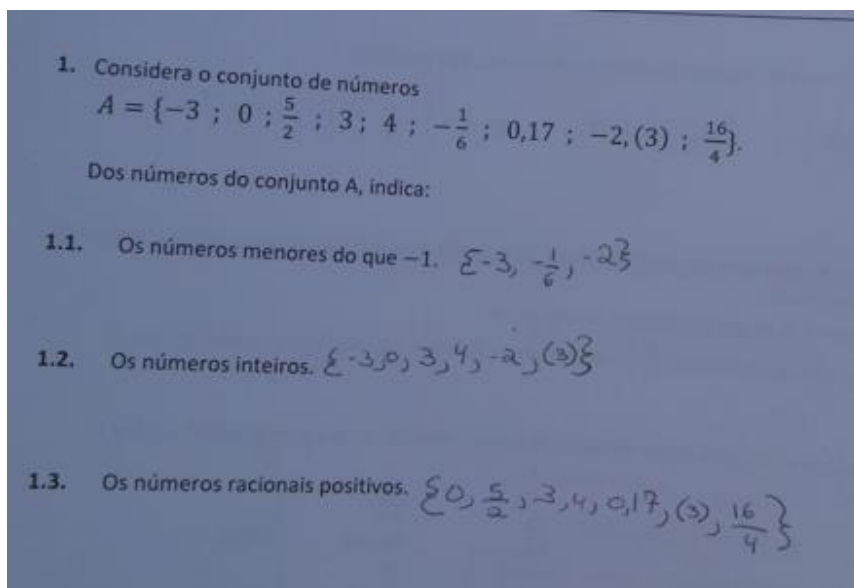 1. Considera o conjunto de números
A = {−3 ; 0 ; 5/2 ; 3 ; 4 ; −1/6 ; 0,17 ; −2, (3) ; 16/4}.
Dos números do conjunto A, indica:
1.1. Os números menores do que −1. {-3, -1/6, -2}
1.2. Os números inteiros. {-3, 0, 3, 4, -2, (3)}
1.3. Os números racionais positivos. {0, 5/2, 3, 4, 0,17, (3), 16/4}